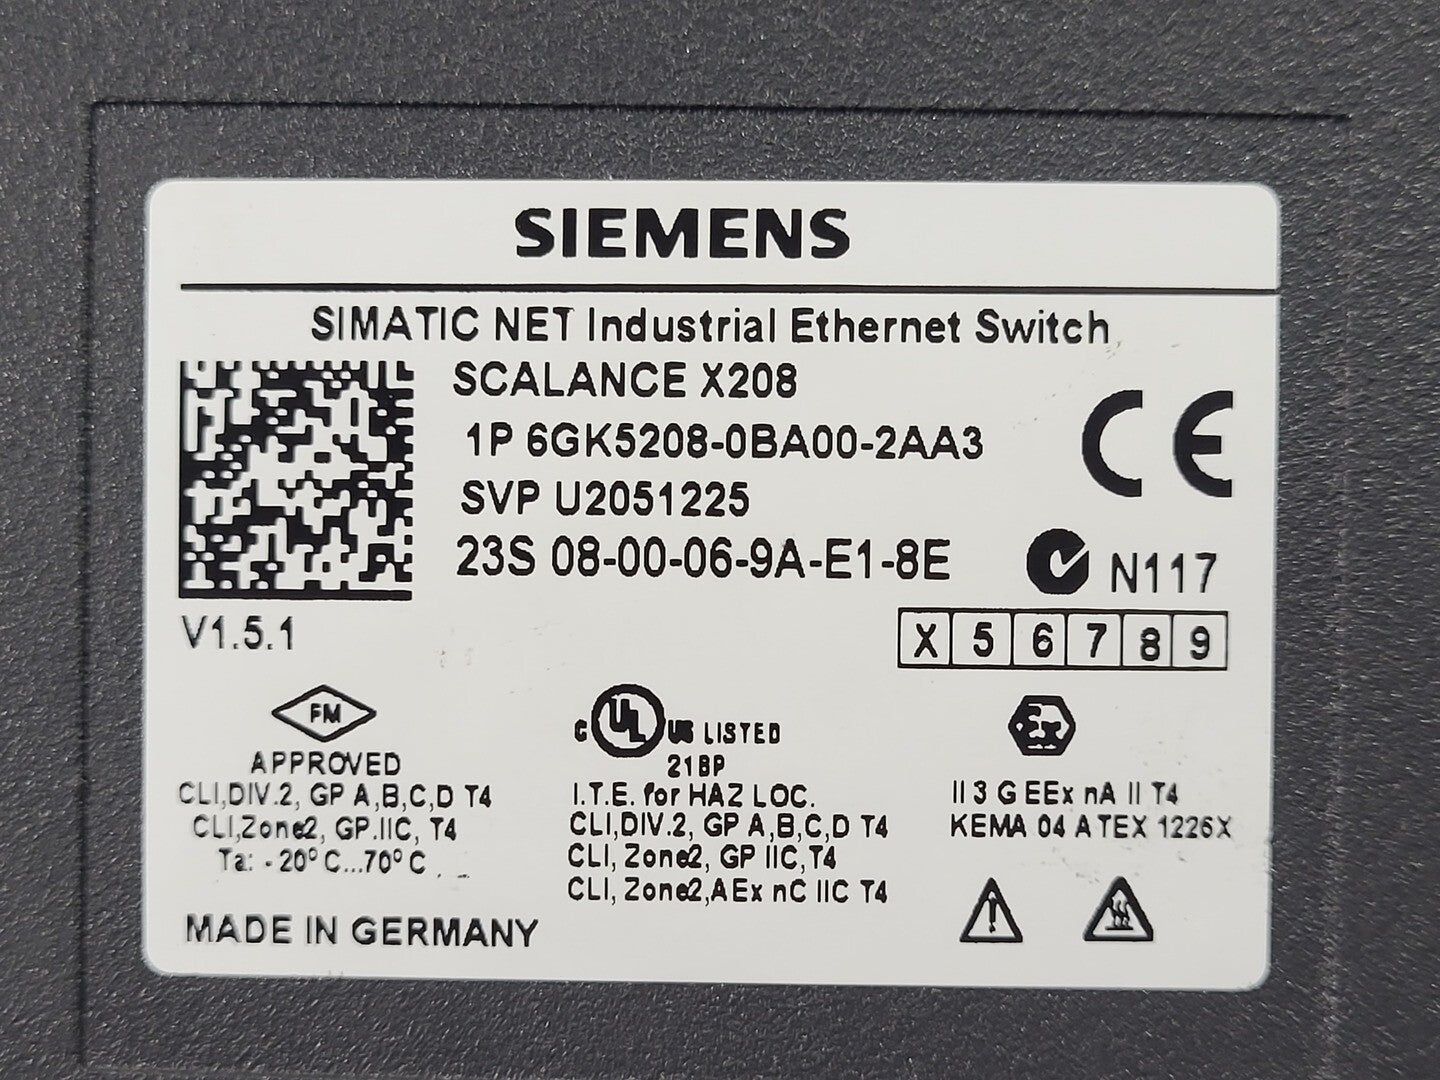 SIEMENS
SIMATIC NET Industrial Ethernet Switch
SCALANCE X208
1P 6GK5208-0BA00-2AA3
SVP U2051225
23S 08-00-06-9A-E1-8E
CE
N117
V1.5.1
X 5 6 7 8 9
FM
APPROVED
CLI,DIV.2, GP A,B,C,D T4
CLI,Zone2, GP.IIC, T4
Ta: -20°C...70°C
c UL US LISTED
21BP
I.T.E. for HAZ LOC.
CLI,DIV.2, GP A,B,C,D T4
CLI, Zone2, GP IIC,T4
CLI, Zone2,AEx nC IIC T4
Ex
II 3 G EEx nA II T4
KEMA 04 ATEX 1226X
MADE IN GERMANY